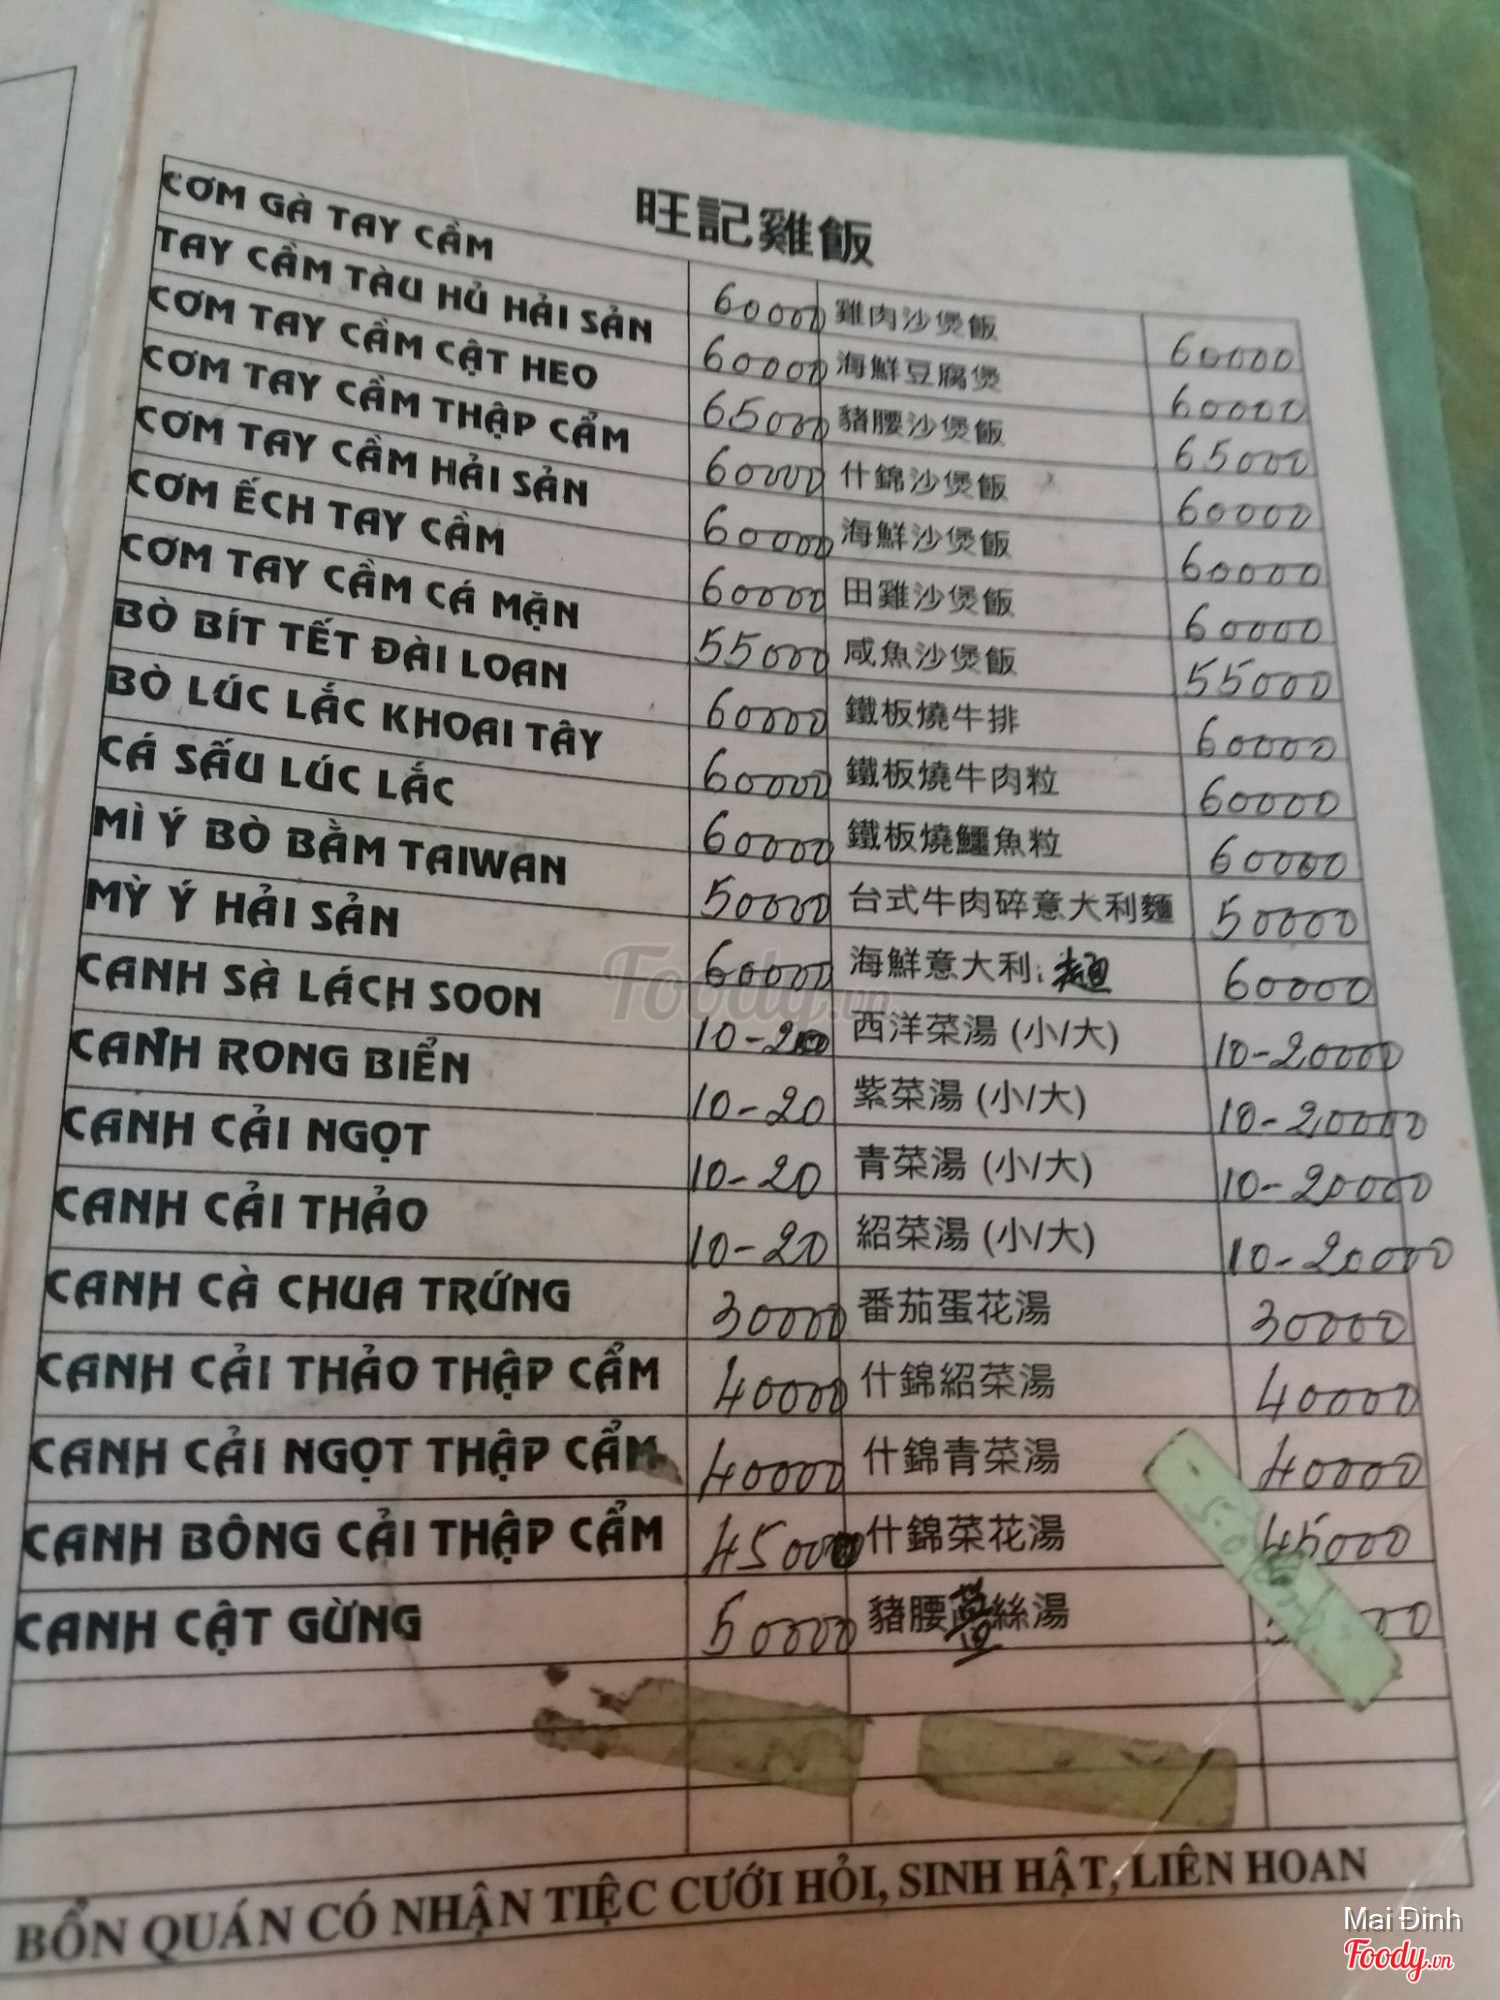 旺記雞飯
CƠM GÀ TAY CẦM 60000 雞肉沙煲飯 60000
TAY CẦM TÀU HỦ HẢI SẢN 60000 海鮮豆腐煲 60000
CƠM TAY CẦM CẬT HEO 65000 豬腰沙煲飯 65000
CƠM TAY CẦM THẬP CẨM 60000 什錦沙煲飯 60000
CƠM TAY CẦM HẢI SẢN 60000 海鮮沙煲飯 60000
CƠM ẾCH TAY CẦM 60000 田雞沙煲飯 60000
CƠM TAY CẦM CÁ MẶN 55000 咸魚沙煲飯 55000
BÒ BÍT TẾT ĐÀI LOAN 60000 鐵板燒牛排 60000
BÒ LÚC LẮC KHOAI TÂY 60000 鐵板燒牛肉粒 60000
CÁ SẤU LÚC LẮC 60000 鐵板燒鱷魚粒 60000
MÌ Ý BÒ BẰM TAIWAN 50000 台式牛肉碎意大利麵 50000
MỲ Ý HẢI SẢN 60000 海鮮意大利 麵 60000
CANH SÀ LÁCH SOON 10-20 西洋菜湯 (小/大) 10-20000
CANH RONG BIỂN 10-20 紫菜湯 (小/大) 10-20000
CANH CẢI NGỌT 10-20 青菜湯 (小/大) 10-20000
CANH CẢI THẢO 10-20 紹菜湯 (小/大) 10-20000
CANH CÀ CHUA TRỨNG 30000 番茄蛋花湯 30000
CANH CẢI THẢO THẬP CẨM 40000 什錦紹菜湯 40000
CANH CẢI NGỌT THẬP CẨM 40000 什錦青菜湯 40000
CANH BÔNG CẢI THẬP CẨM 45000 什錦菜花湯 45000
CANH CẬT GỪNG 50000 豬腰薑絲湯
BỔN QUÁN CÓ NHẬN TIỆC CƯỚI HỎI, SINH HẬT, LIÊN HOAN
Foody.vn
Mai Đinh
Foody.vn